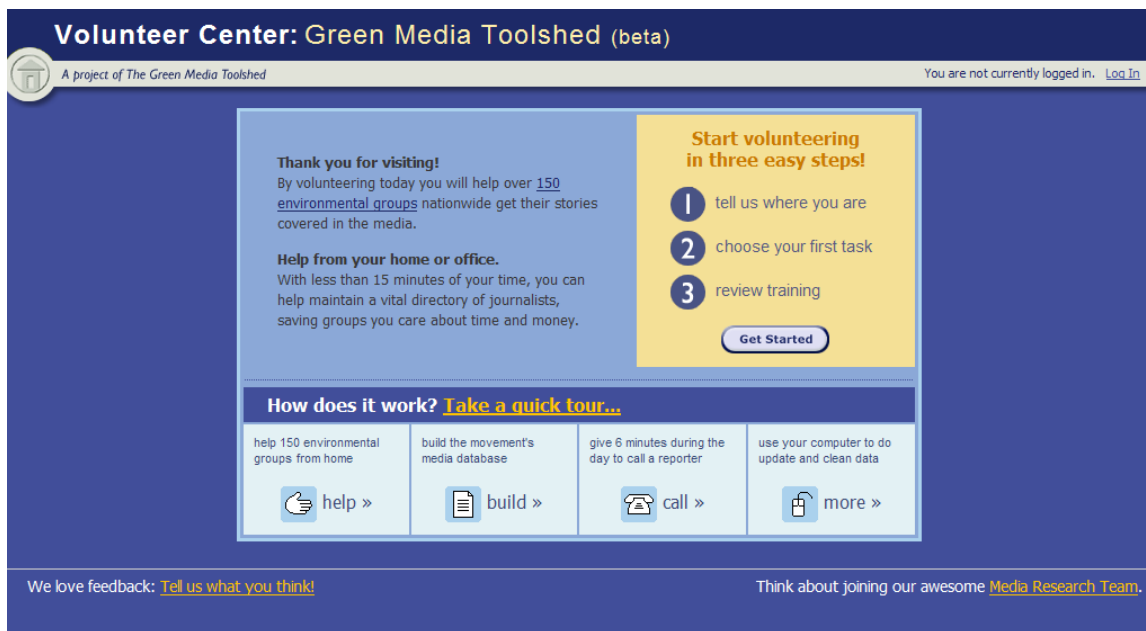 Volunteer Center: Green Media Toolshed (beta)
A project of The Green Media Toolshed
You are not currently logged in. Log In
Thank you for visiting!
By volunteering today you will help over 150
environmental groups nationwide get their stories
covered in the media.
Help from your home or office.
With less than 15 minutes of your time, you can
help maintain a vital directory of journalists,
saving groups you care about time and money.
Start volunteering
in three easy steps!
1 tell us where you are
2 choose your first task
3 review training
Get Started
How does it work? Take a quick tour...
help 150 environmental
groups from home
help »
build the movement's
media database
build »
give 6 minutes during the
day to call a reporter
call »
use your computer to do
update and clean data
more »
We love feedback: Tell us what you think!
Think about joining our awesome Media Research Team.